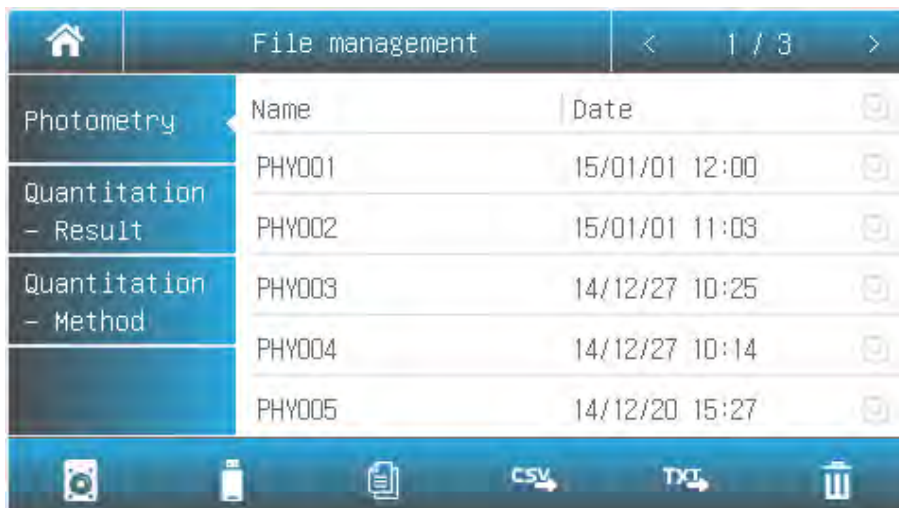 File management
< 1 / 3 >
Photometry
Quantitation
- Result
Quantitation
- Method
Name Date
PHY001 15/01/01 12:00
PHY002 15/01/01 11:03
PHY003 14/12/27 10:25
PHY004 14/12/27 10:14
PHY005 14/12/20 15:27
CSV TXT